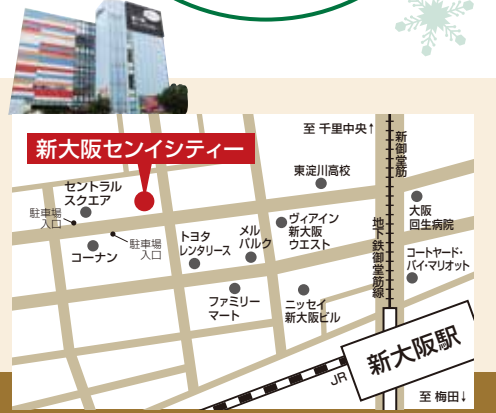 至 千里中央↑
新御堂筋
新大阪センイシティー
東淀川高校
セントラル
スクエア
駐車場
入口
大阪
回生病院
ヴィアイン
新大阪
ウエスト
メル
パルク
トヨタ
レンタリース
駐車場
入口
コーナン
地下鉄御堂筋線
コートヤード・
バイ・マリオット
ファミリー
マート
ニッセイ
新大阪ビル
新大阪駅
JR
至 梅田↓